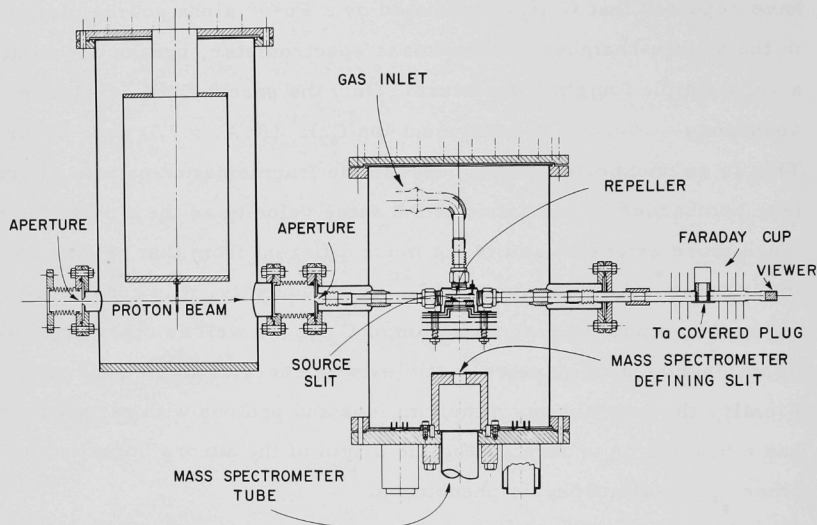 GAS INLET
REPELLER
APERTURE
APERTURE
FARADAY CUP
VIEWER
PROTON BEAM
Ta COVERED PLUG
SOURCE
SLIT
MASS SPECTROMETER
DEFINING SLIT
MASS SPECTROMETER
TUBE